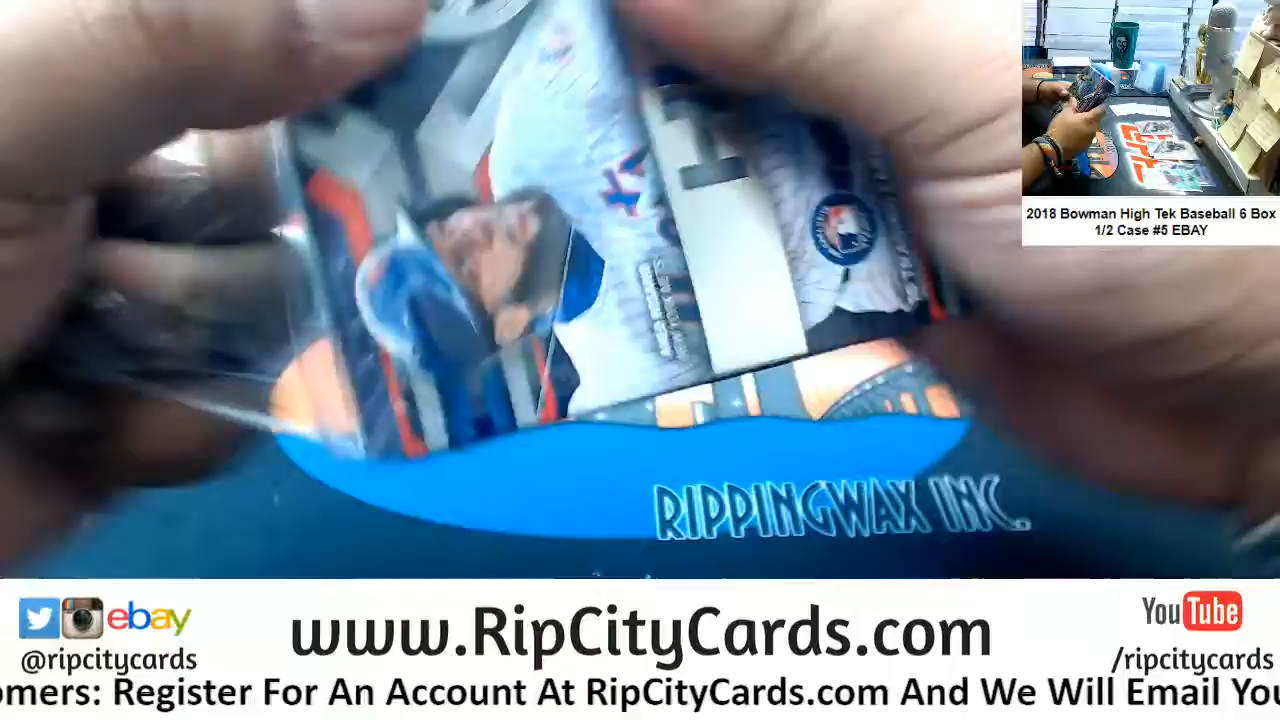 2018 Bowman High Tek Baseball 6 Box
1/2 Case #5 EBAY
RIPPINGWAX INC.
ebay
@ripcitycards
www.RipCityCards.com
YouTube
/ripcitycards
omers: Register For An Account At RipCityCards.com And We Will Email You